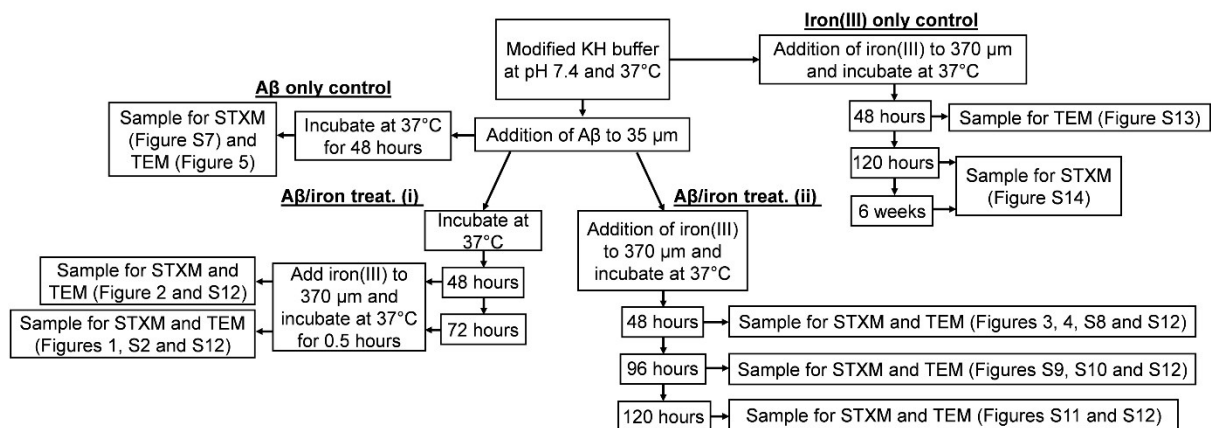 Iron(III) only control
Modified KH buffer
at pH 7.4 and 37°C
Addition of iron(III) to 370 µm
and incubate at 37°C
Aβ only control
Sample for STXM
(Figure S7) and
TEM (Figure 5)
Incubate at 37°C
for 48 hours
Addition of Aβ to 35 µm
48 hours
Sample for TEM (Figure S13)
120 hours
Sample for STXM
(Figure S14)
6 weeks
Aβ/iron treat. (i)
Incubate at
37°C
Aβ/iron treat. (ii)
Addition of iron(III)
to 370 µm and
incubate at 37°C
Sample for STXM and
TEM (Figure 2 and S12)
Sample for STXM and TEM
(Figures 1, S2 and S12)
Add iron(III) to
370 µm and
incubate at 37°C
for 0.5 hours
48 hours
72 hours
48 hours
Sample for STXM and TEM (Figures 3, 4, S8 and S12)
96 hours
Sample for STXM and TEM (Figures S9, S10 and S12)
120 hours
Sample for STXM and TEM (Figures S11 and S12)